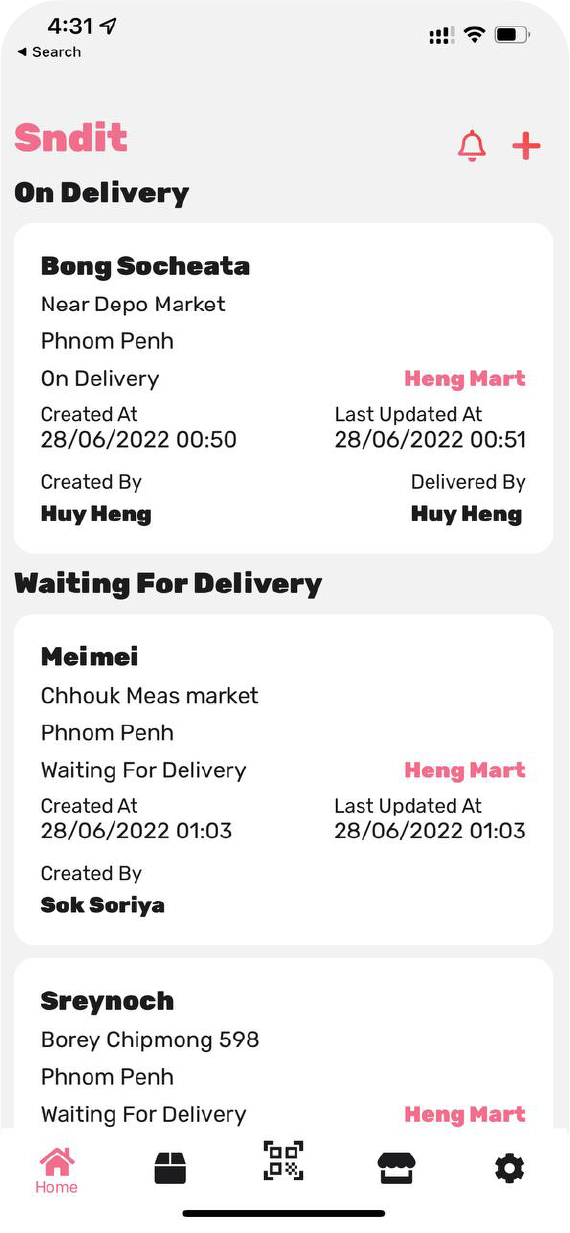 4:31
◀ Search
Sndit
On Delivery
Bong Socheata
Near Depo Market
Phnom Penh
On Delivery Heng Mart
Created At Last Updated At
28/06/2022 00:50 28/06/2022 00:51
Created By Delivered By
Huy Heng Huy Heng
Waiting For Delivery
Meimei
Chhouk Meas market
Phnom Penh
Waiting For Delivery Heng Mart
Created At Last Updated At
28/06/2022 01:03 28/06/2022 01:03
Created By
Sok Soriya
Sreynoch
Borey Chipmong 598
Phnom Penh
Waiting For Delivery Heng Mart
Home